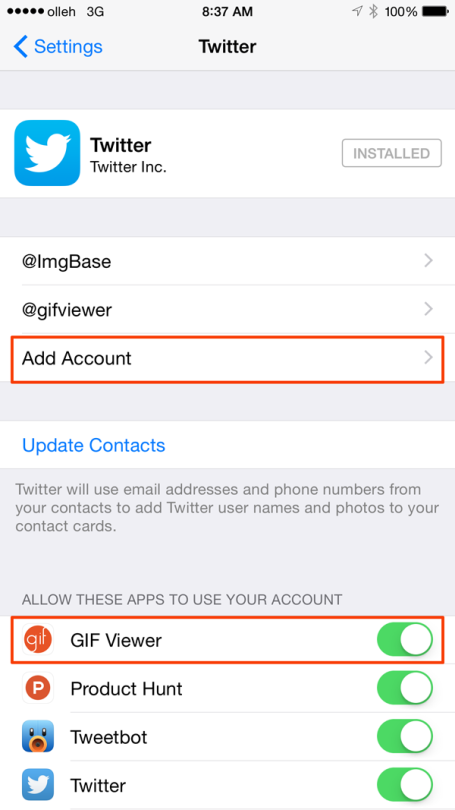 olleh 3G 8:37 AM 100%
Settings Twitter
Twitter
Twitter Inc.
INSTALLED
@ImgBase
@gifviewer
Add Account
Update Contacts
Twitter will use email addresses and phone numbers from
your contacts to add Twitter user names and photos to your
contact cards.
ALLOW THESE APPS TO USE YOUR ACCOUNT
gif GIF Viewer
P Product Hunt
Tweetbot
Twitter